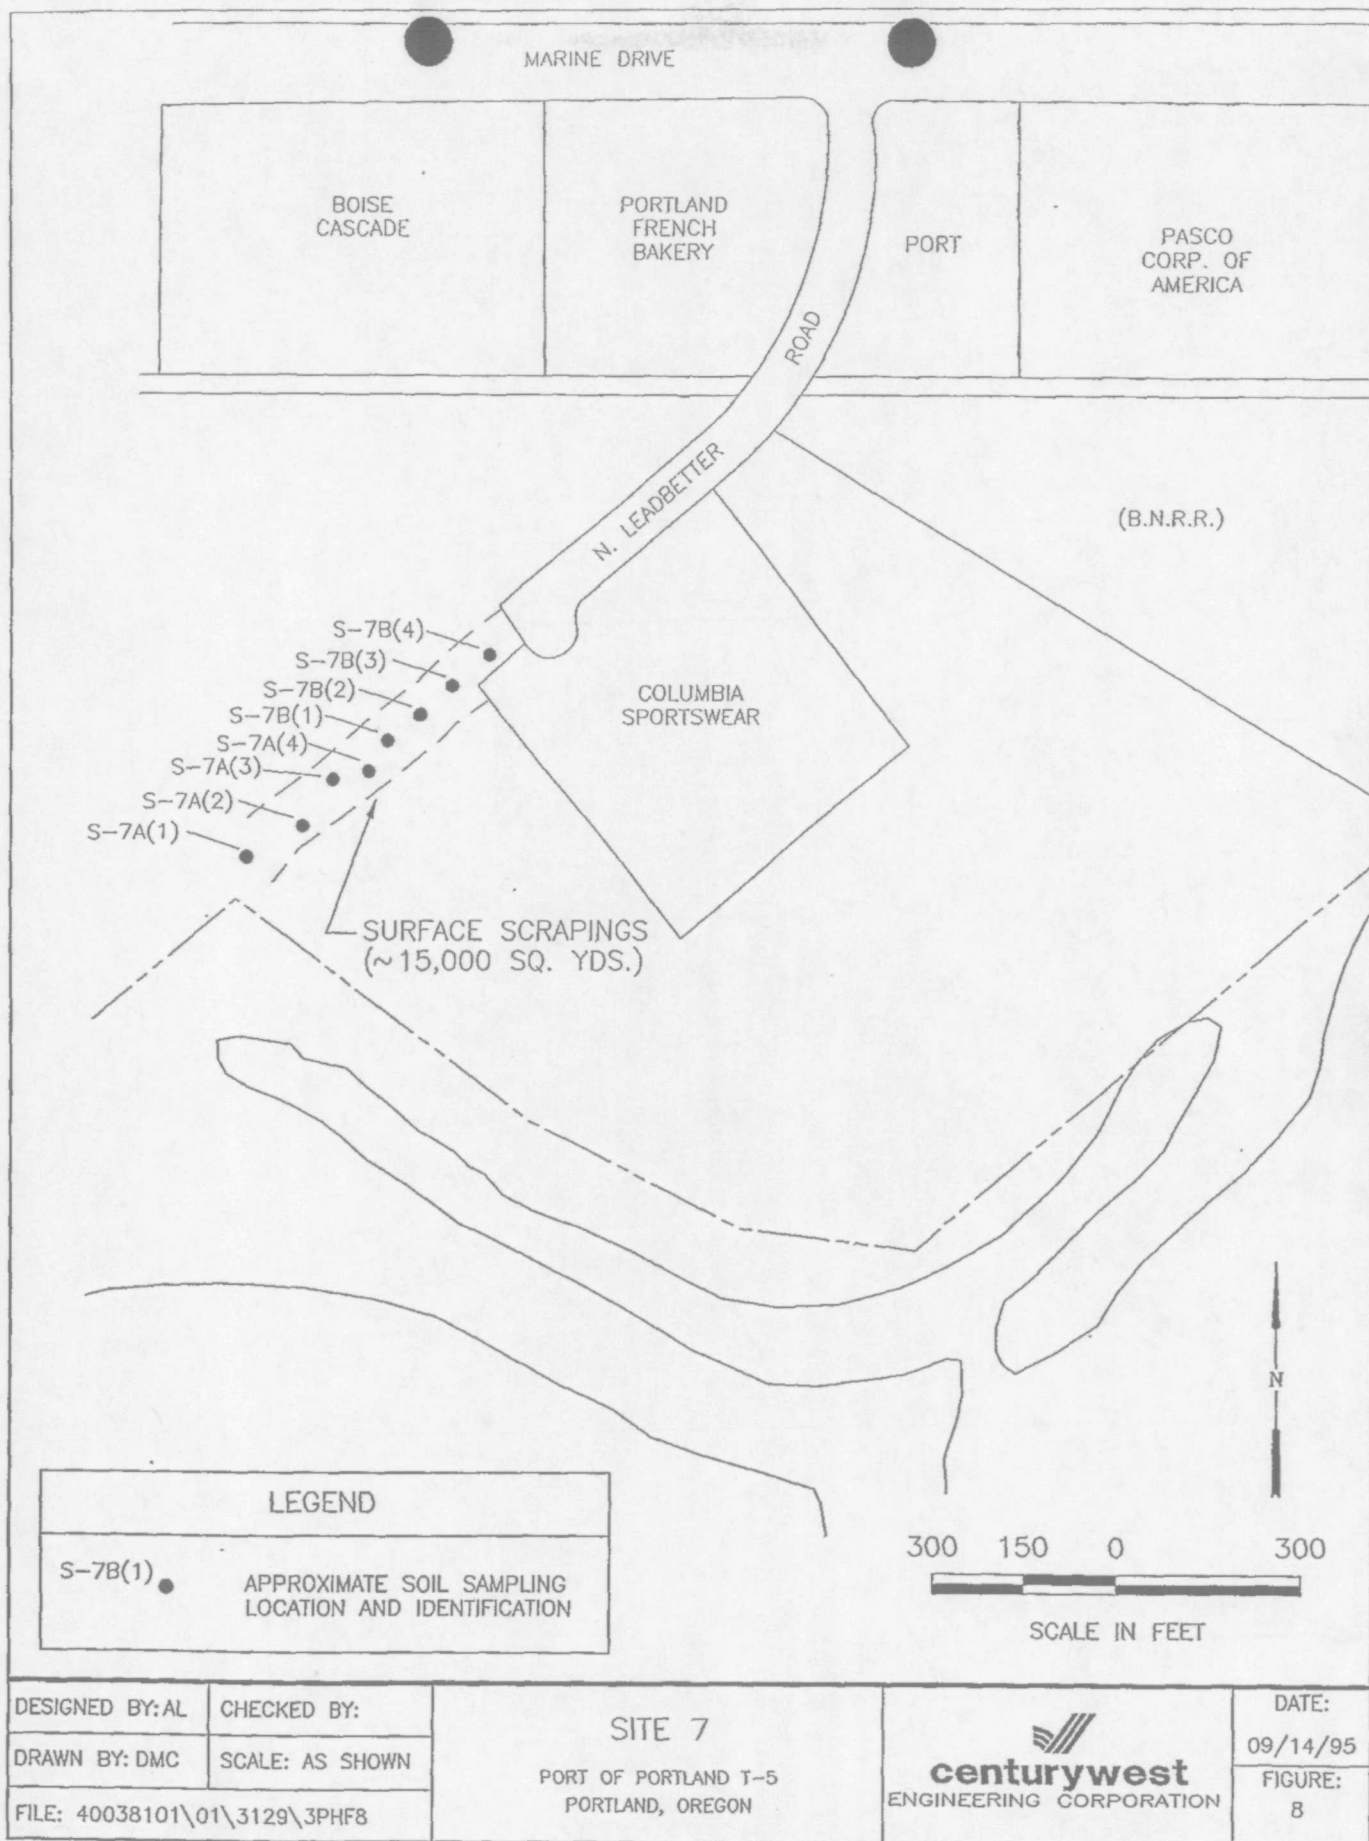 MARINE DRIVE
BOISE
CASCADE
PORTLAND
FRENCH
BAKERY
PORT
PASCO
CORP. OF
AMERICA
N. LEADBETTER ROAD
(B.N.R.R.)
S-7B(4)
S-7B(3)
S-7B(2)
S-7B(1)
S-7A(4)
S-7A(3)
S-7A(2)
S-7A(1)
COLUMBIA
SPORTSWEAR
SURFACE SCRAPINGS
(~15,000 SQ. YDS.)
N
LEGEND
S-7B(1)
APPROXIMATE SOIL SAMPLING
LOCATION AND IDENTIFICATION
300 150 0 300
SCALE IN FEET
DESIGNED BY: AL
CHECKED BY:
DRAWN BY: DMC
SCALE: AS SHOWN
FILE: 40038101\01\3129\3PHF8
SITE 7
PORT OF PORTLAND T-5
PORTLAND, OREGON
centurywest
ENGINEERING CORPORATION
DATE:
09/14/95
FIGURE:
8